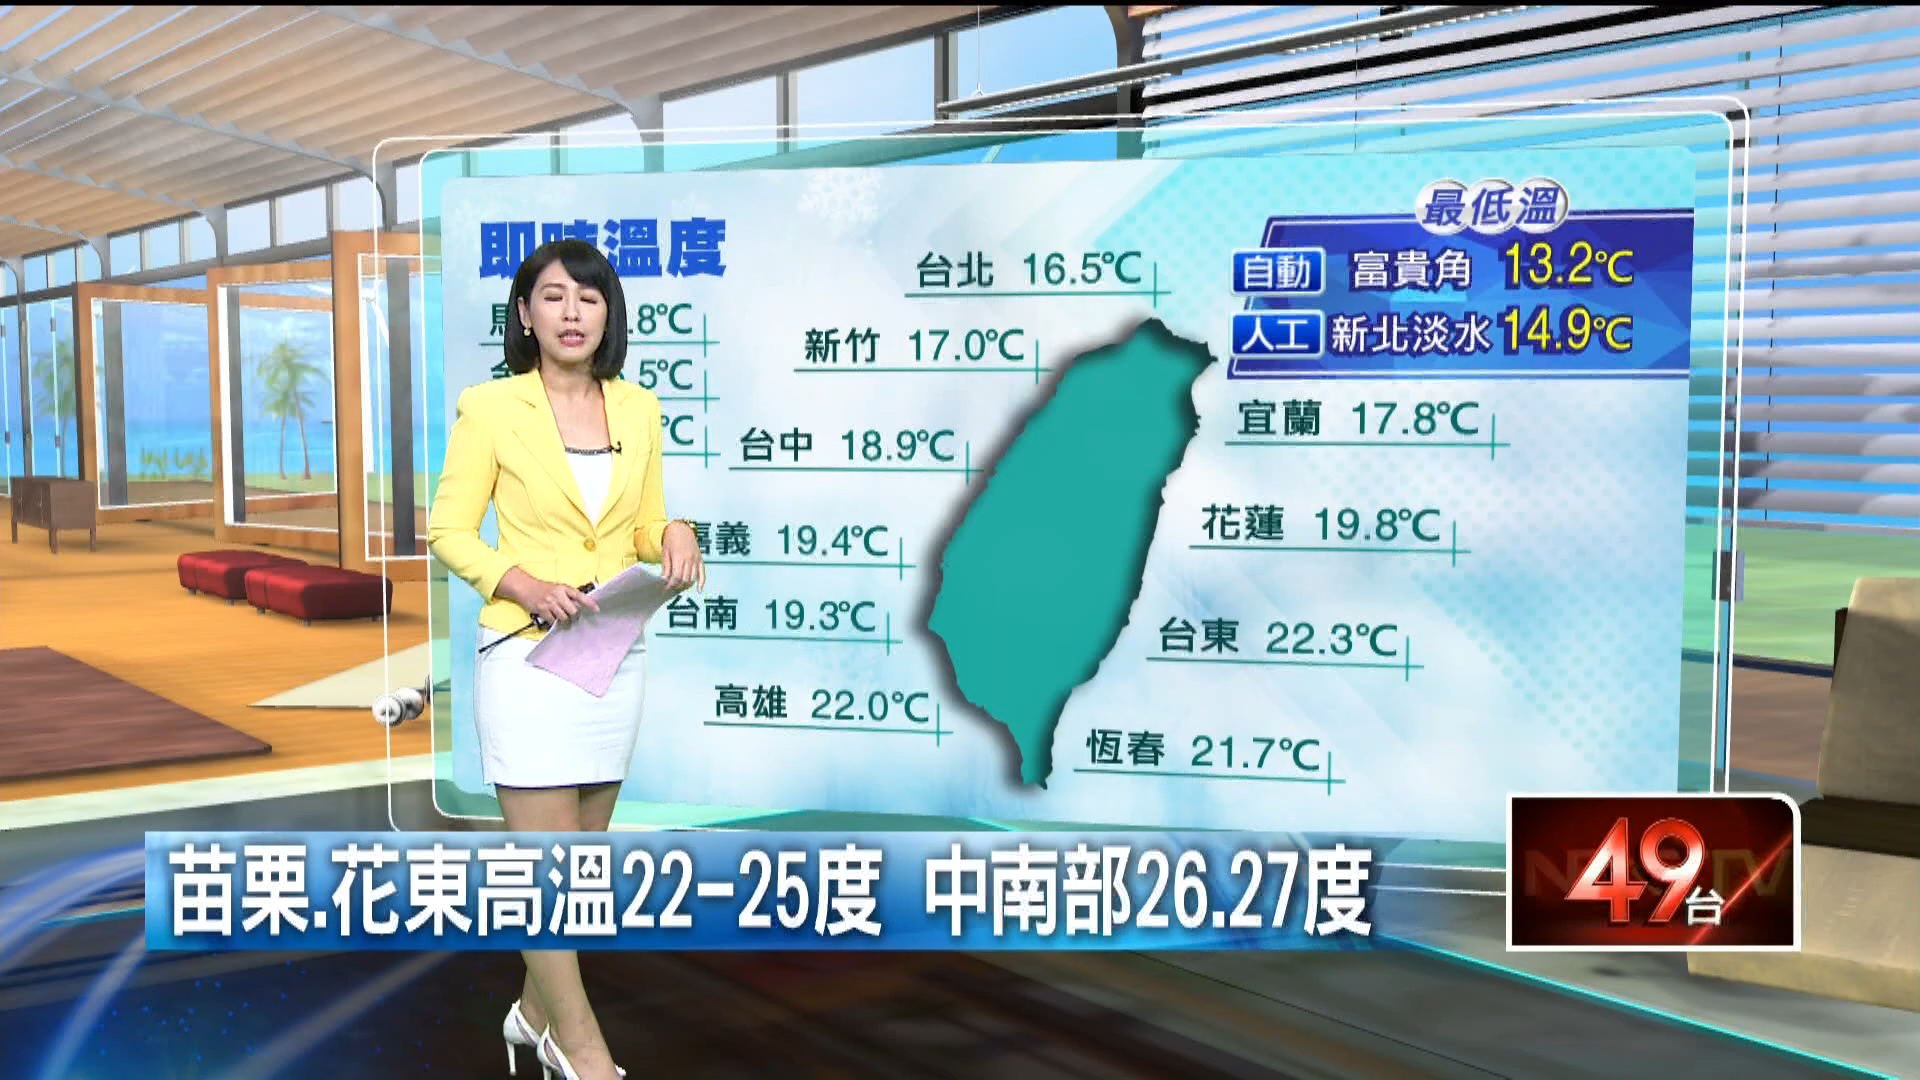 即時溫度
最低溫
自動 富貴角 13.2℃
人工 新北淡水 14.9℃
台北 16.5℃
新竹 17.0℃
台中 18.9℃
嘉義 19.4℃
台南 19.3℃
高雄 22.0℃
宜蘭 17.8℃
花蓮 19.8℃
台東 22.3℃
恆春 21.7℃
.8℃
.5℃
℃
苗栗.花東高溫22-25度 中南部26.27度
49台